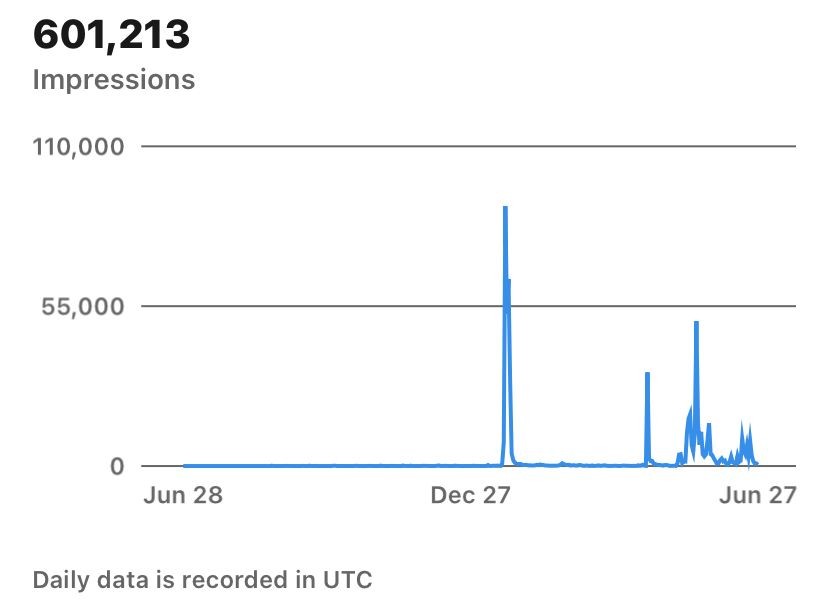 601,213
Impressions
110,000
55,000
0
Jun 28 Dec 27 Jun 27
Daily data is recorded in UTC